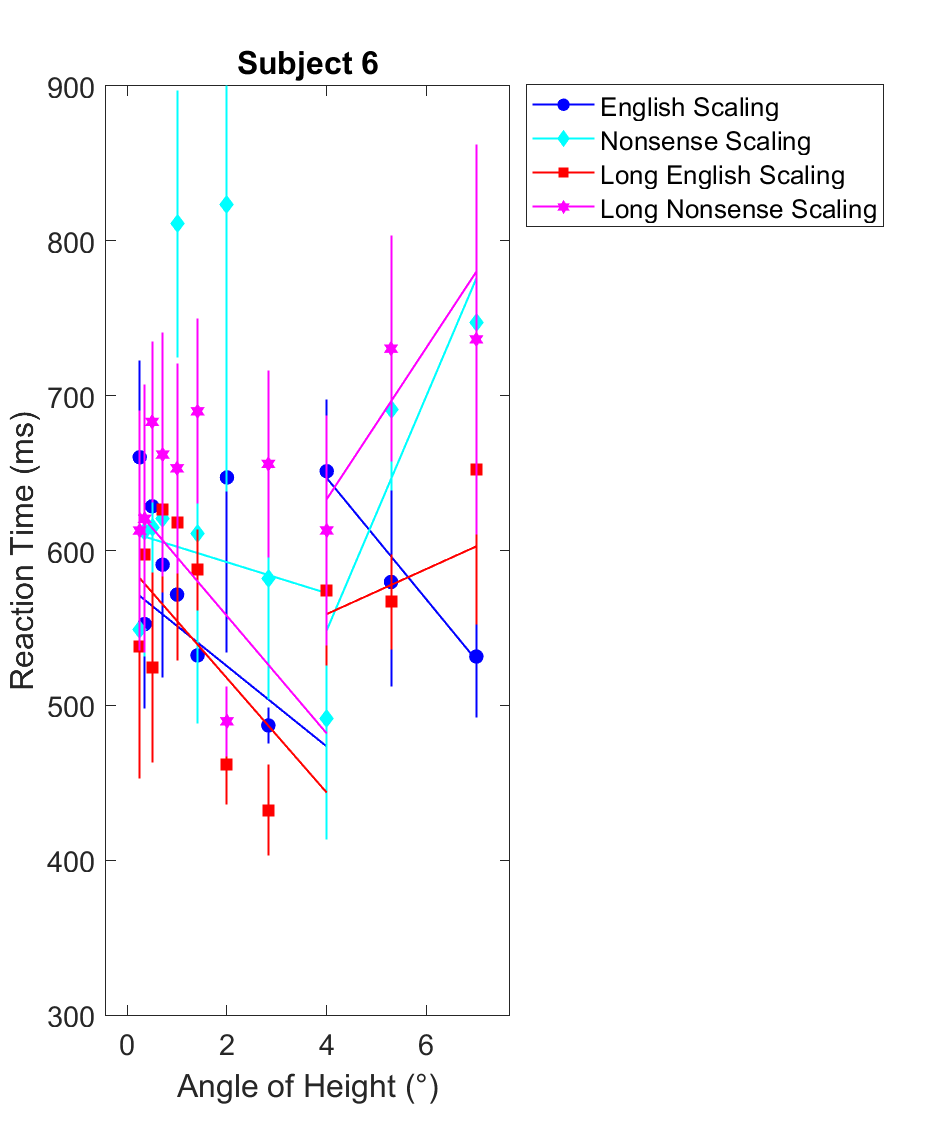 Subject 6
English Scaling
Nonsense Scaling
Long English Scaling
Long Nonsense Scaling
900
800
700
600
500
400
300
Reaction Time (ms)
0 2 4 6
Angle of Height (°)